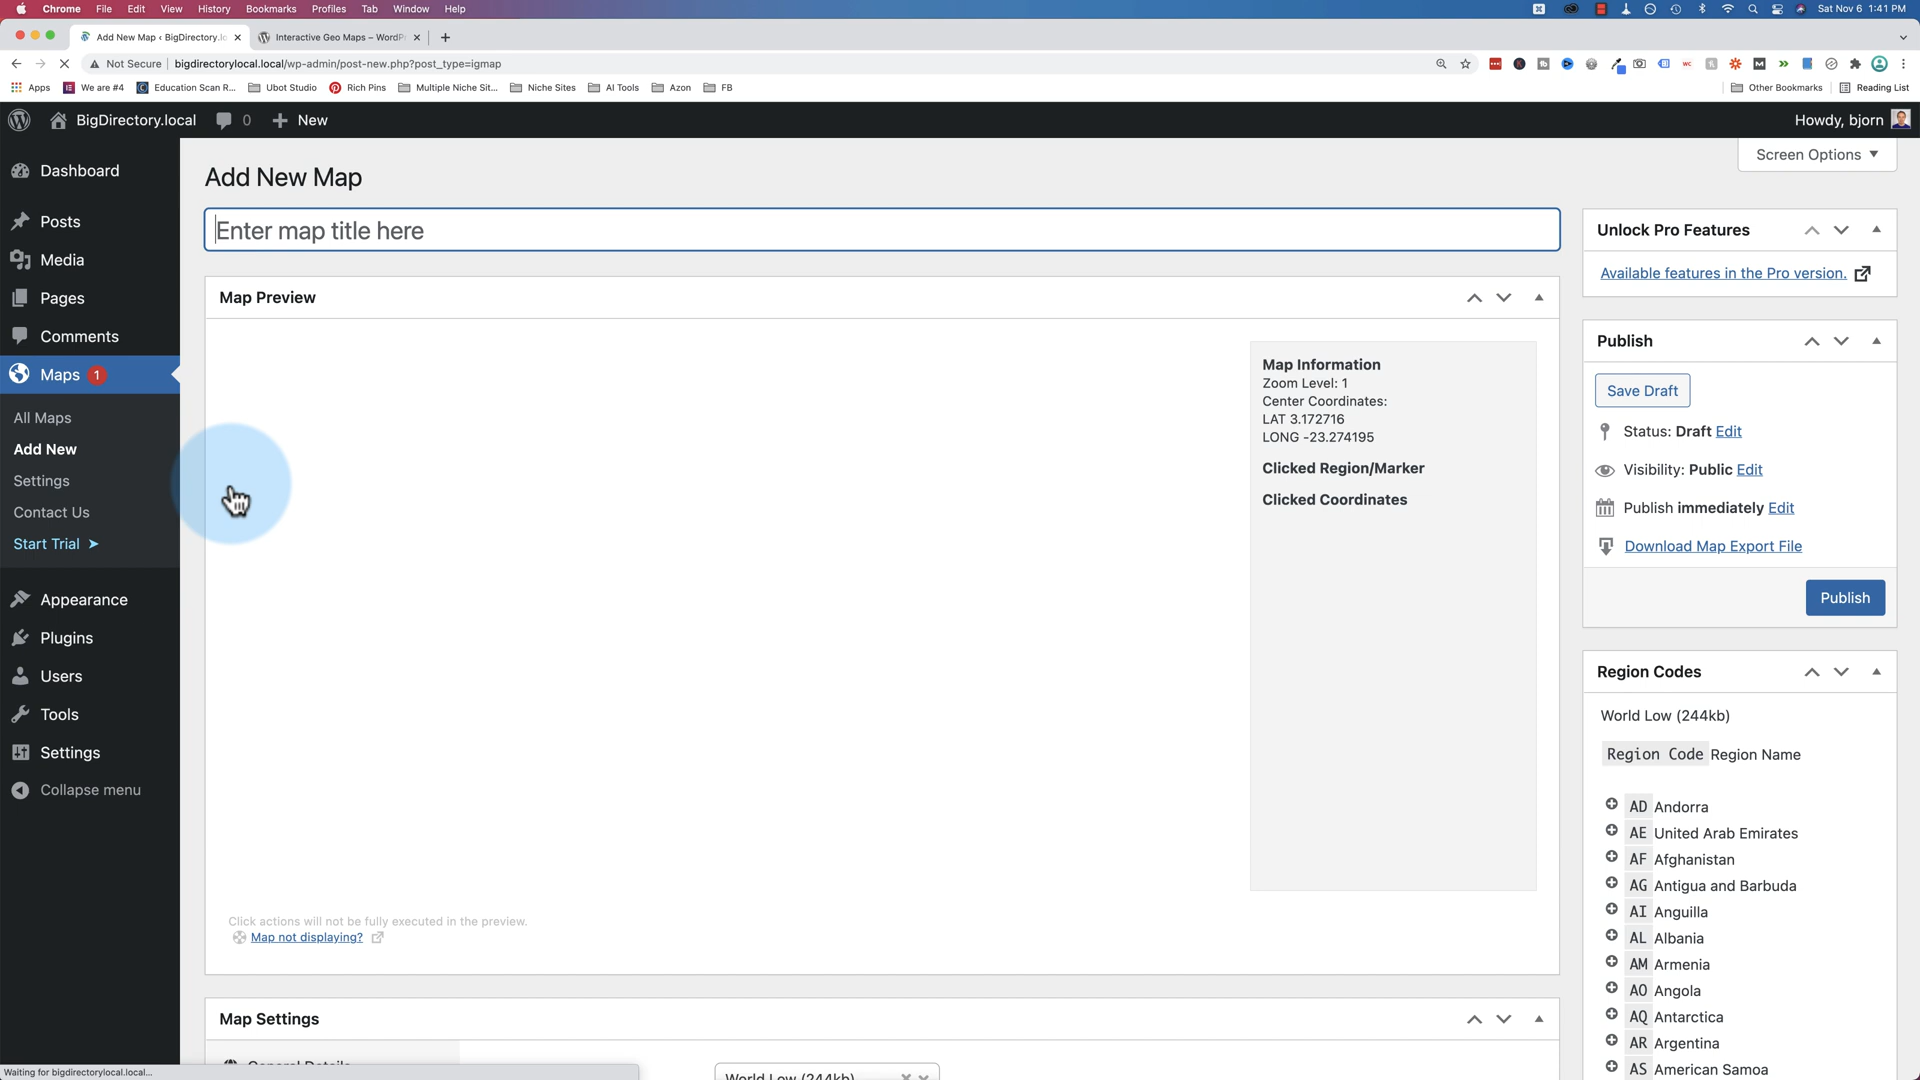 Chrome File Edit View History Bookmarks Profiles Tab Window Help
Sat Nov 6 1:41 PM
Add New Map ‹ BigDirectory.lo
Interactive Geo Maps – WordP
Not Secure
bigdirectorylocal.local/wp-admin/post-new.php?post_type=igmap
Apps We are #4 Education Scan R... Ubot Studio Rich Pins Multiple Niche Sit... Niche Sites AI Tools Azon FB Other Bookmarks Reading List
BigDirectory.local 0 New
Howdy, bjorn
Screen Options
Dashboard
Posts
Media
Pages
Comments
Maps 1
All Maps
Add New
Settings
Contact Us
Start Trial
Appearance
Plugins
Users
Tools
Settings
Collapse menu
Add New Map
Enter map title here
Map Preview
Map Information
Zoom Level: 1
Center Coordinates:
LAT 3.172716
LONG -23.274195
Clicked Region/Marker
Clicked Coordinates
Click actions will not be fully executed in the preview.
Map not displaying?
Map Settings
General Details
World Low (244kb)
Unlock Pro Features
Available features in the Pro version.
Publish
Save Draft
Status: Draft Edit
Visibility: Public Edit
Publish immediately Edit
Download Map Export File
Publish
Region Codes
World Low (244kb)
Region Code Region Name
AD Andorra
AE United Arab Emirates
AF Afghanistan
AG Antigua and Barbuda
AI Anguilla
AL Albania
AM Armenia
AO Angola
AQ Antarctica
AR Argentina
AS American Samoa
Waiting for bigdirectorylocal.local...